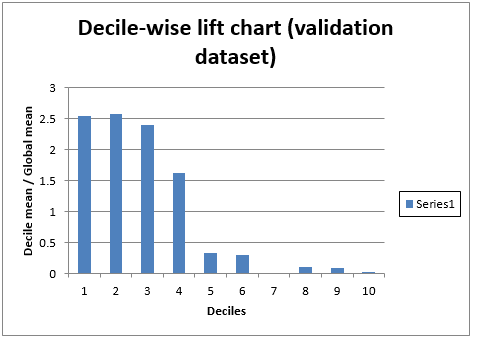 Decile-wise lift chart (validation
dataset)
Decile mean / Global mean
3
2.5
2
1.5
1
0.5
0
1 2 3 4 5 6 7 8 9 10
Deciles
Series1